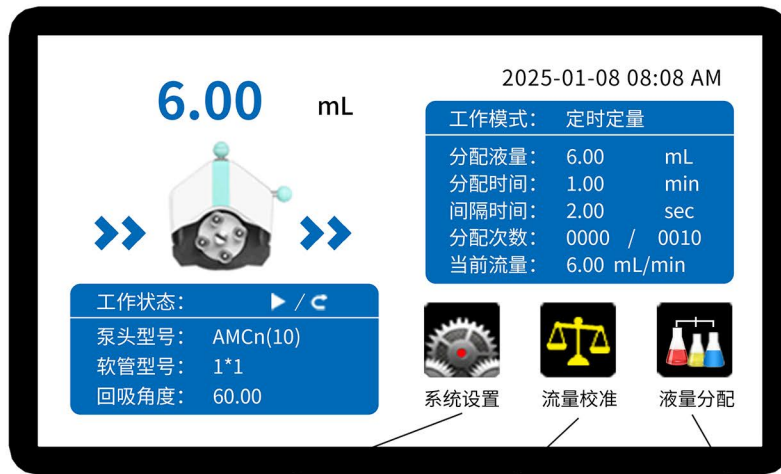 2025-01-08 08:08 AM
6.00 mL
工作模式： 定时定量
分配液量： 6.00 mL
分配时间： 1.00 min
间隔时间： 2.00 sec
分配次数： 0000 / 0010
当前流量： 6.00 mL/min
工作状态： /
泵头型号： AMCn(10)
软管型号： 1*1
回吸角度： 60.00
系统设置 流量校准 液量分配